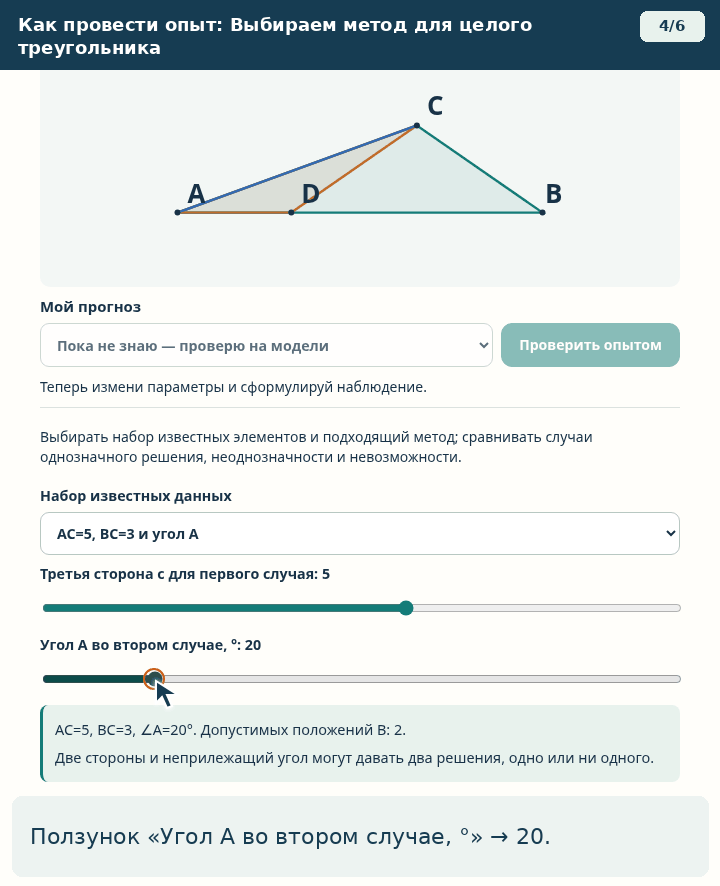 Как провести опыт: Выбираем метод для целого
треугольника
4/6
C
A
D
B
Мой прогноз
Пока не знаю — проверю на модели
Проверить опытом
Теперь измени параметры и сформулируй наблюдение.
Выбирать набор известных элементов и подходящий метод; сравнивать случаи
однозначного решения, неоднозначности и невозможности.
Набор известных данных
AC=5, BC=3 и угол A
Третья сторона c для первого случая: 5
Угол A во втором случае, °: 20
AC=5, BC=3, ∠A=20°. Допустимых положений B: 2.
Две стороны и неприлежащий угол могут давать два решения, одно или ни одного.
Ползунок «Угол A во втором случае, °» → 20.